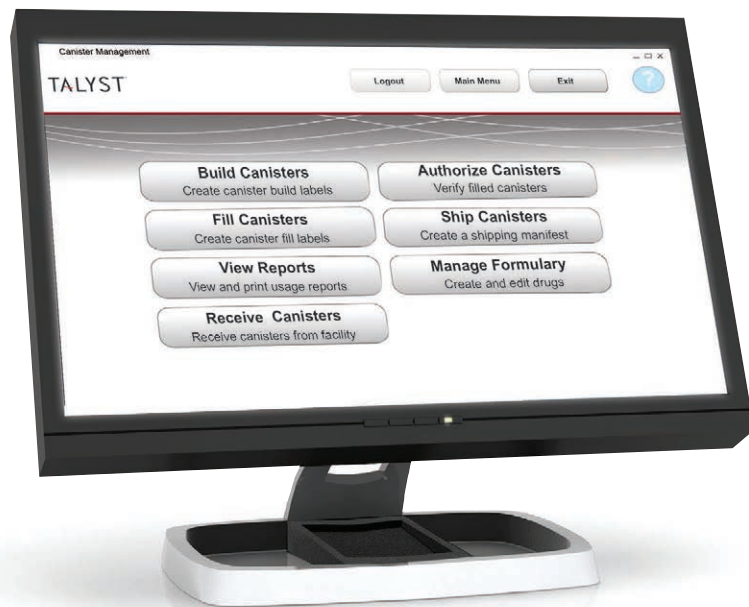 Canister Management
TALYST
Logout
Main Menu
Exit
?
Build Canisters
Create canister build labels
Authorize Canisters
Verify filled canisters
Fill Canisters
Create canister fill labels
Ship Canisters
Create a shipping manifest
View Reports
View and print usage reports
Manage Formulary
Create and edit drugs
Receive Canisters
Receive canisters from facility